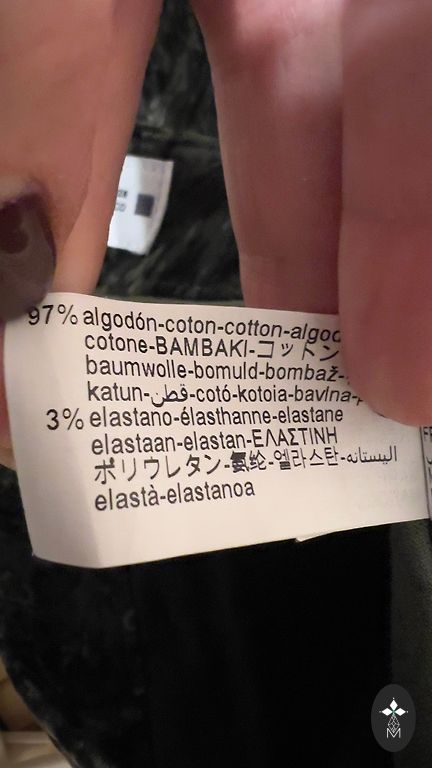 97% algodón-coton-cotton-algod
cotone-BAMBAKI-コットン
baumwolle-bomuld-bombaž-
katun-قطن-cotó-kotoia-bavlna-
3% elastano-élasthanne-elastane
elastaan-elastan-ΕΛΑΣΤΙΝΗ
ポリウレタン-氨纶-엘라스탄-اليستانه
elastà-elastanoa
M